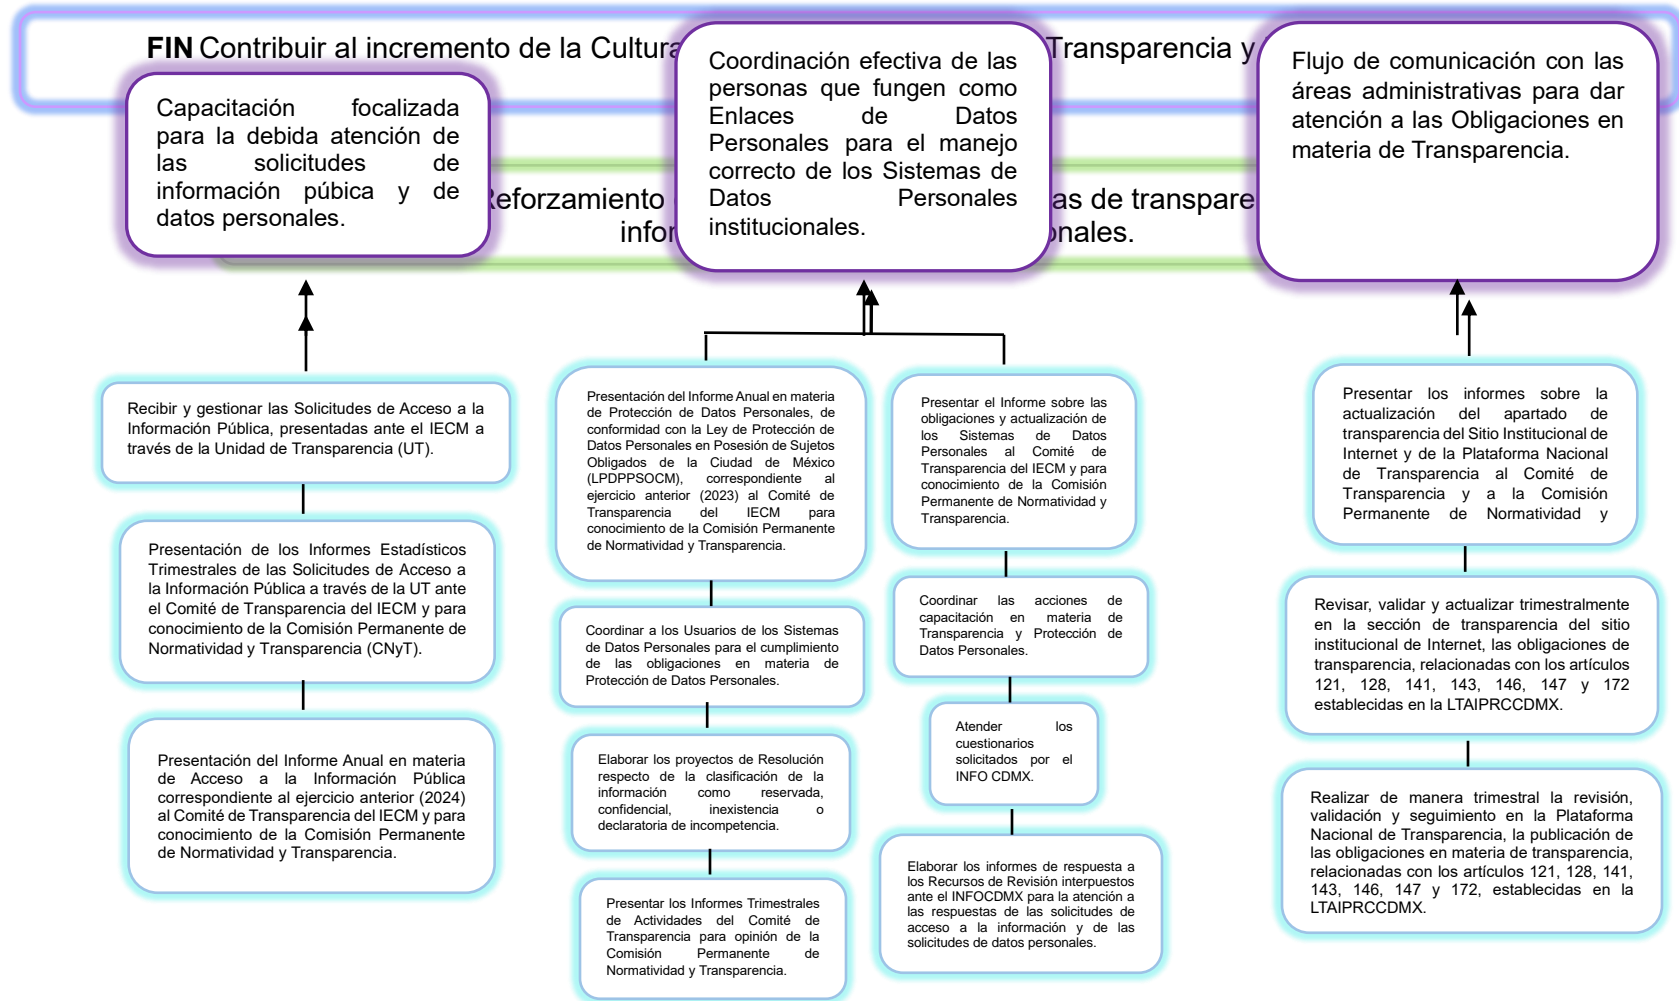 FIN Contribuir al incremento de la Cultura
Transparencia y
Capacitación focalizada
para la debida atención de
las solicitudes de
información púbica y de
datos personales.
Coordinación efectiva de las
personas que fungen como
Enlaces de Datos
Personales para el manejo
correcto de los Sistemas de
Datos Personales
institucionales.
Flujo de comunicación con las
áreas administrativas para dar
atención a las Obligaciones en
materia de Transparencia.
Reforzamiento
as de transpare
infor
onales.
Recibir y gestionar las Solicitudes de Acceso a la
Información Pública, presentadas ante el IECM a
través de la Unidad de Transparencia (UT).
Presentación de los Informes Estadísticos
Trimestrales de las Solicitudes de Acceso a
la Información Pública a través de la UT ante
el Comité de Transparencia del IECM y para
conocimiento de la Comisión Permanente de
Normatividad y Transparencia (CNyT).
Presentación del Informe Anual en materia
de Acceso a la Información Pública
correspondiente al ejercicio anterior (2024)
al Comité de Transparencia del IECM y para
conocimiento de la Comisión Permanente
de Normatividad y Transparencia.
Presentación del Informe Anual en materia
de Protección de Datos Personales, de
conformidad con la Ley de Protección de
Datos Personales en Posesión de Sujetos
Obligados de la Ciudad de México
(LPDPPSOCM), correspondiente al
ejercicio anterior (2023) al Comité de
Transparencia del IECM para
conocimiento de la Comisión Permanente
de Normatividad y Transparencia.
Coordinar a los Usuarios de los Sistemas
de Datos Personales para el cumplimiento
de las obligaciones en materia de
Protección de Datos Personales.
Elaborar los proyectos de Resolución
respecto de la clasificación de la
información como reservada,
confidencial, inexistencia o
declaratoria de incompetencia.
Presentar los Informes Trimestrales
de Actividades del Comité de
Transparencia para opinión de la
Comisión Permanente de
Normatividad y Transparencia.
Presentar el Informe sobre las
obligaciones y actualización de
los Sistemas de Datos
Personales al Comité de
Transparencia del IECM y para
conocimiento de la Comisión
Permanente de Normatividad y
Transparencia.
Coordinar las acciones de
capacitación en materia de
Transparencia y Protección de
Datos Personales.
Atender los
cuestionarios
solicitados por el
INFO CDMX.
Elaborar los informes de respuesta a
los Recursos de Revisión interpuestos
ante el INFOCDMX para la atención a
las respuestas de las solicitudes de
acceso a la información y de las
solicitudes de datos personales.
Presentar los informes sobre la
actualización del apartado de
transparencia del Sitio Institucional de
Internet y de la Plataforma Nacional
de Transparencia al Comité de
Transparencia y a la Comisión
Permanente de Normatividad y
Revisar, validar y actualizar trimestralmente
en la sección de transparencia del sitio
institucional de Internet, las obligaciones de
transparencia, relacionadas con los artículos
121, 128, 141, 143, 146, 147 y 172
establecidas en la LTAIPRCCDMX.
Realizar de manera trimestral la revisión,
validación y seguimiento en la Plataforma
Nacional de Transparencia, la publicación de
las obligaciones en materia de transparencia,
relacionadas con los artículos 121, 128, 141,
143, 146, 147 y 172, establecidas en la
LTAIPRCCDMX.